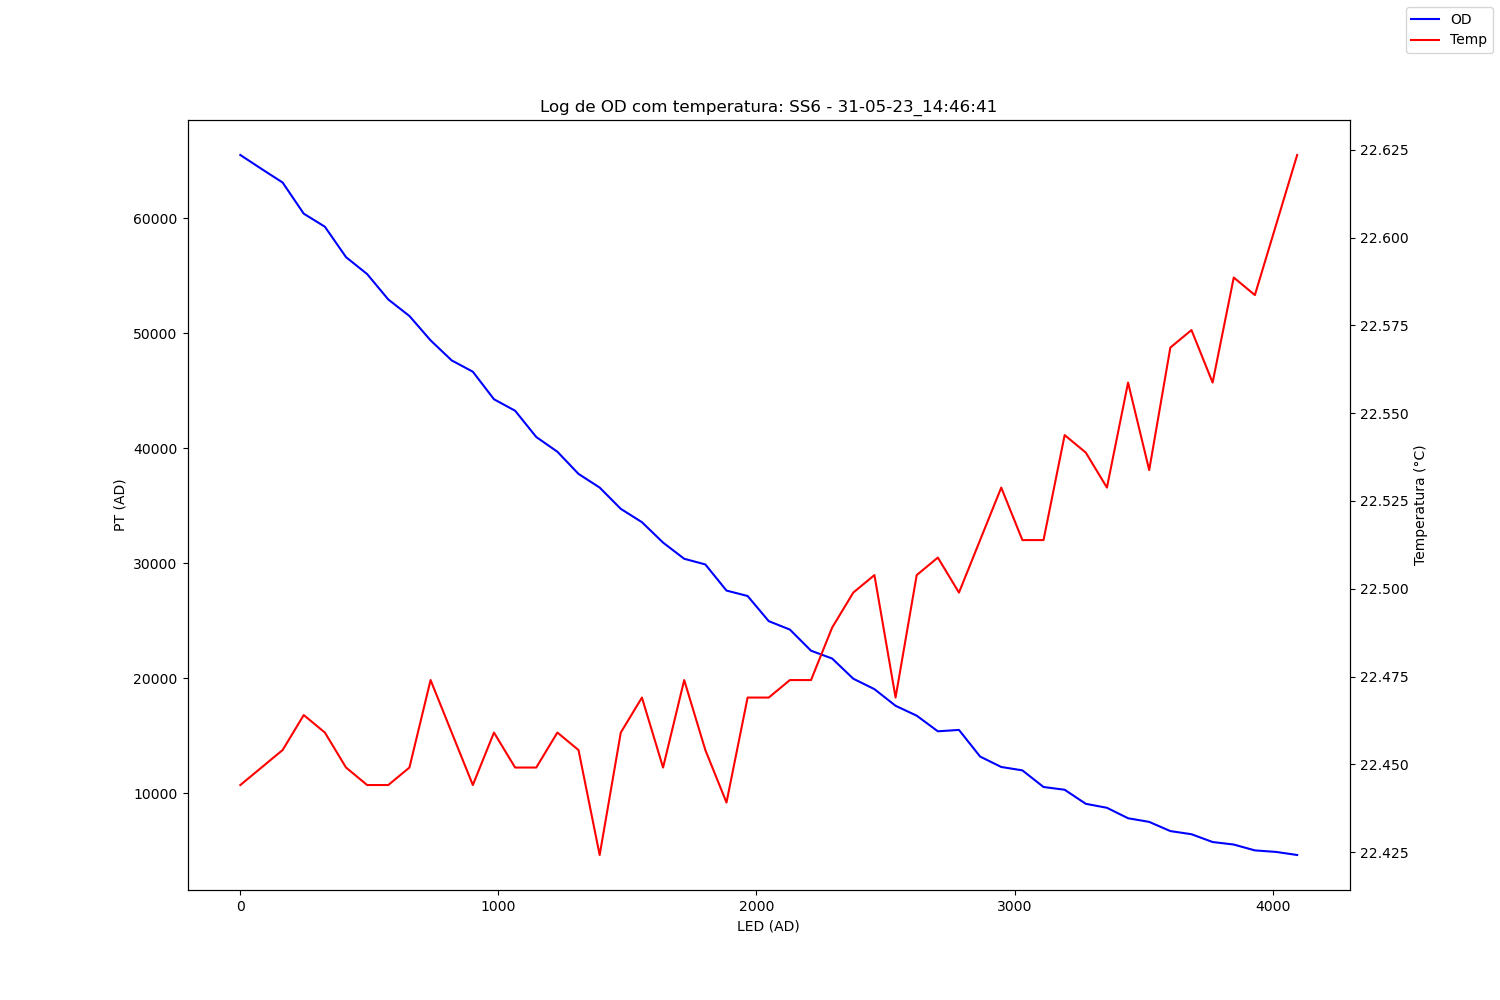 OD
Temp
Log de OD com temperatura: SS6 - 31-05-23_14:46:41
PT (AD)
60000
50000
40000
30000
20000
10000
22.625
22.600
22.575
22.550
22.525
22.500
22.475
22.450
22.425
Temperatura (°C)
0 1000 2000 3000 4000
LED (AD)